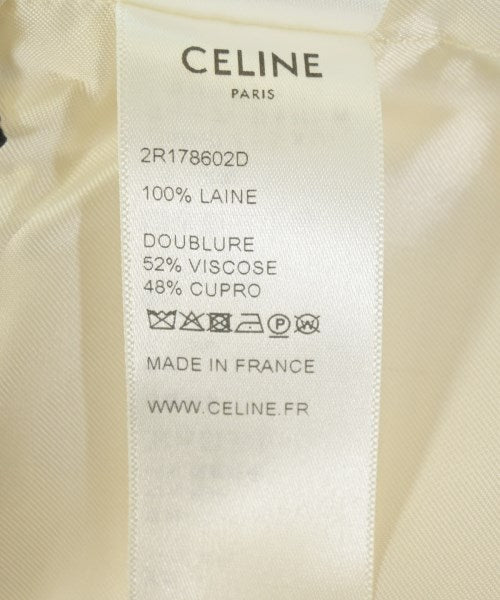 CELINE
PARIS
2R178602D
100% LAINE
DOUBLURE
52% VISCOSE
48% CUPRO
P W
MADE IN FRANCE
WWW.CELINE.FR